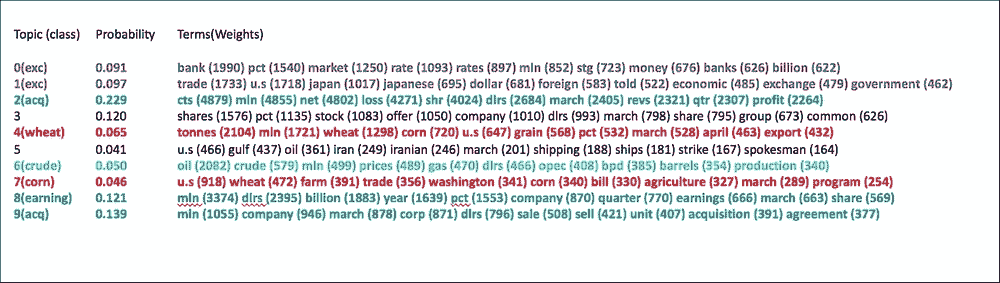 Topic (class) Probability Terms(Weights)
0(exc) 0.091 bank (1990) pct (1540) market (1250) rate (1093) rates (897) mln (852) stg (723) money (676) banks (626) billion (622)
1(exc) 0.097 trade (1733) u.s (1718) japan (1017) japanese (695) dollar (681) foreign (583) told (522) economic (485) exchange (479) government (462)
2(acq) 0.229 cts (4879) mln (4855) net (4802) loss (4271) shr (4024) dlrs (2684) march (2405) revs (2321) qtr (2307) profit (2264)
3 0.120 shares (1576) pct (1135) stock (1083) offer (1050) company (1010) dlrs (993) march (798) share (795) group (673) common (626)
4(wheat) 0.065 tonnes (2104) mln (1721) wheat (1298) corn (720) u.s (647) grain (568) pct (532) march (528) april (463) export (432)
5 0.041 u.s (466) gulf (437) oil (361) iran (249) iranian (246) march (201) shipping (188) ships (181) strike (167) spokesman (164)
6(crude) 0.050 oil (2082) crude (579) mln (499) prices (489) gas (470) dlrs (466) opec (408) bpd (385) barrels (354) production (340)
7(corn) 0.046 u.s (918) wheat (472) farm (391) trade (356) washington (341) corn (340) bill (330) agriculture (327) march (289) program (254)
8(earning) 0.121 mln (3374) dlrs (2395) billion (1883) year (1639) pct (1553) company (870) quarter (770) earnings (666) march (663) share (569)
9(acq) 0.139 mln (1055) company (946) march (878) corp (871) dlrs (796) sale (508) sell (421) unit (407) acquisition (391) agreement (377)